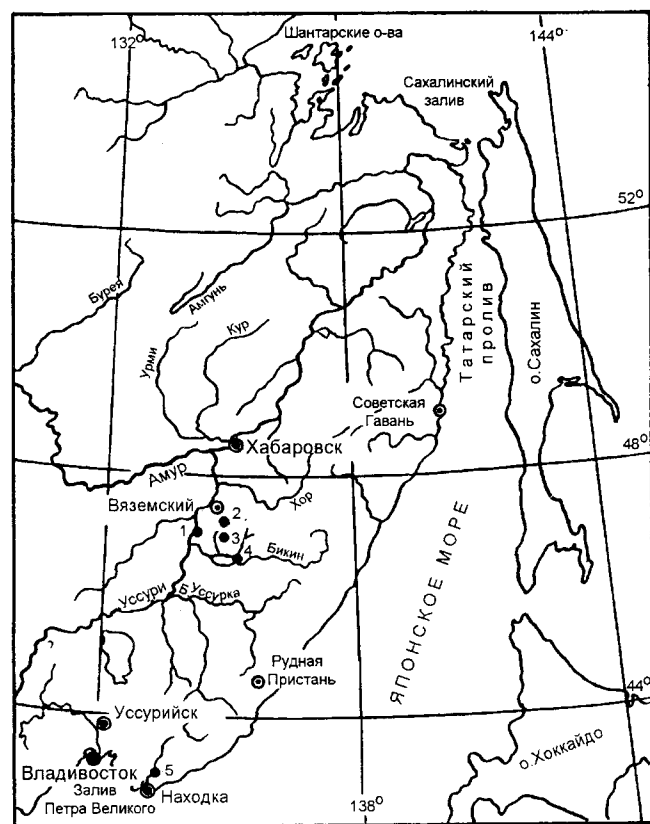 132°
144°
Шантарские о-ва
Сахалинский
залив
52°
Бурея
Амгунь
Кур
Урми
Татарский
пролив
о.Сахалин
Советская
Гавань
Хабаровск
48°
Амур
Вяземский
Хор
2
1
3
4
Бикин
Уссури
Б.Уссурка
ЯПОНСКОЕ МОРЕ
Рудная
Пристань
44°
Уссурийск
о.Хоккайдо
Владивосток
5
Залив
Петра Великого
Находка
138°